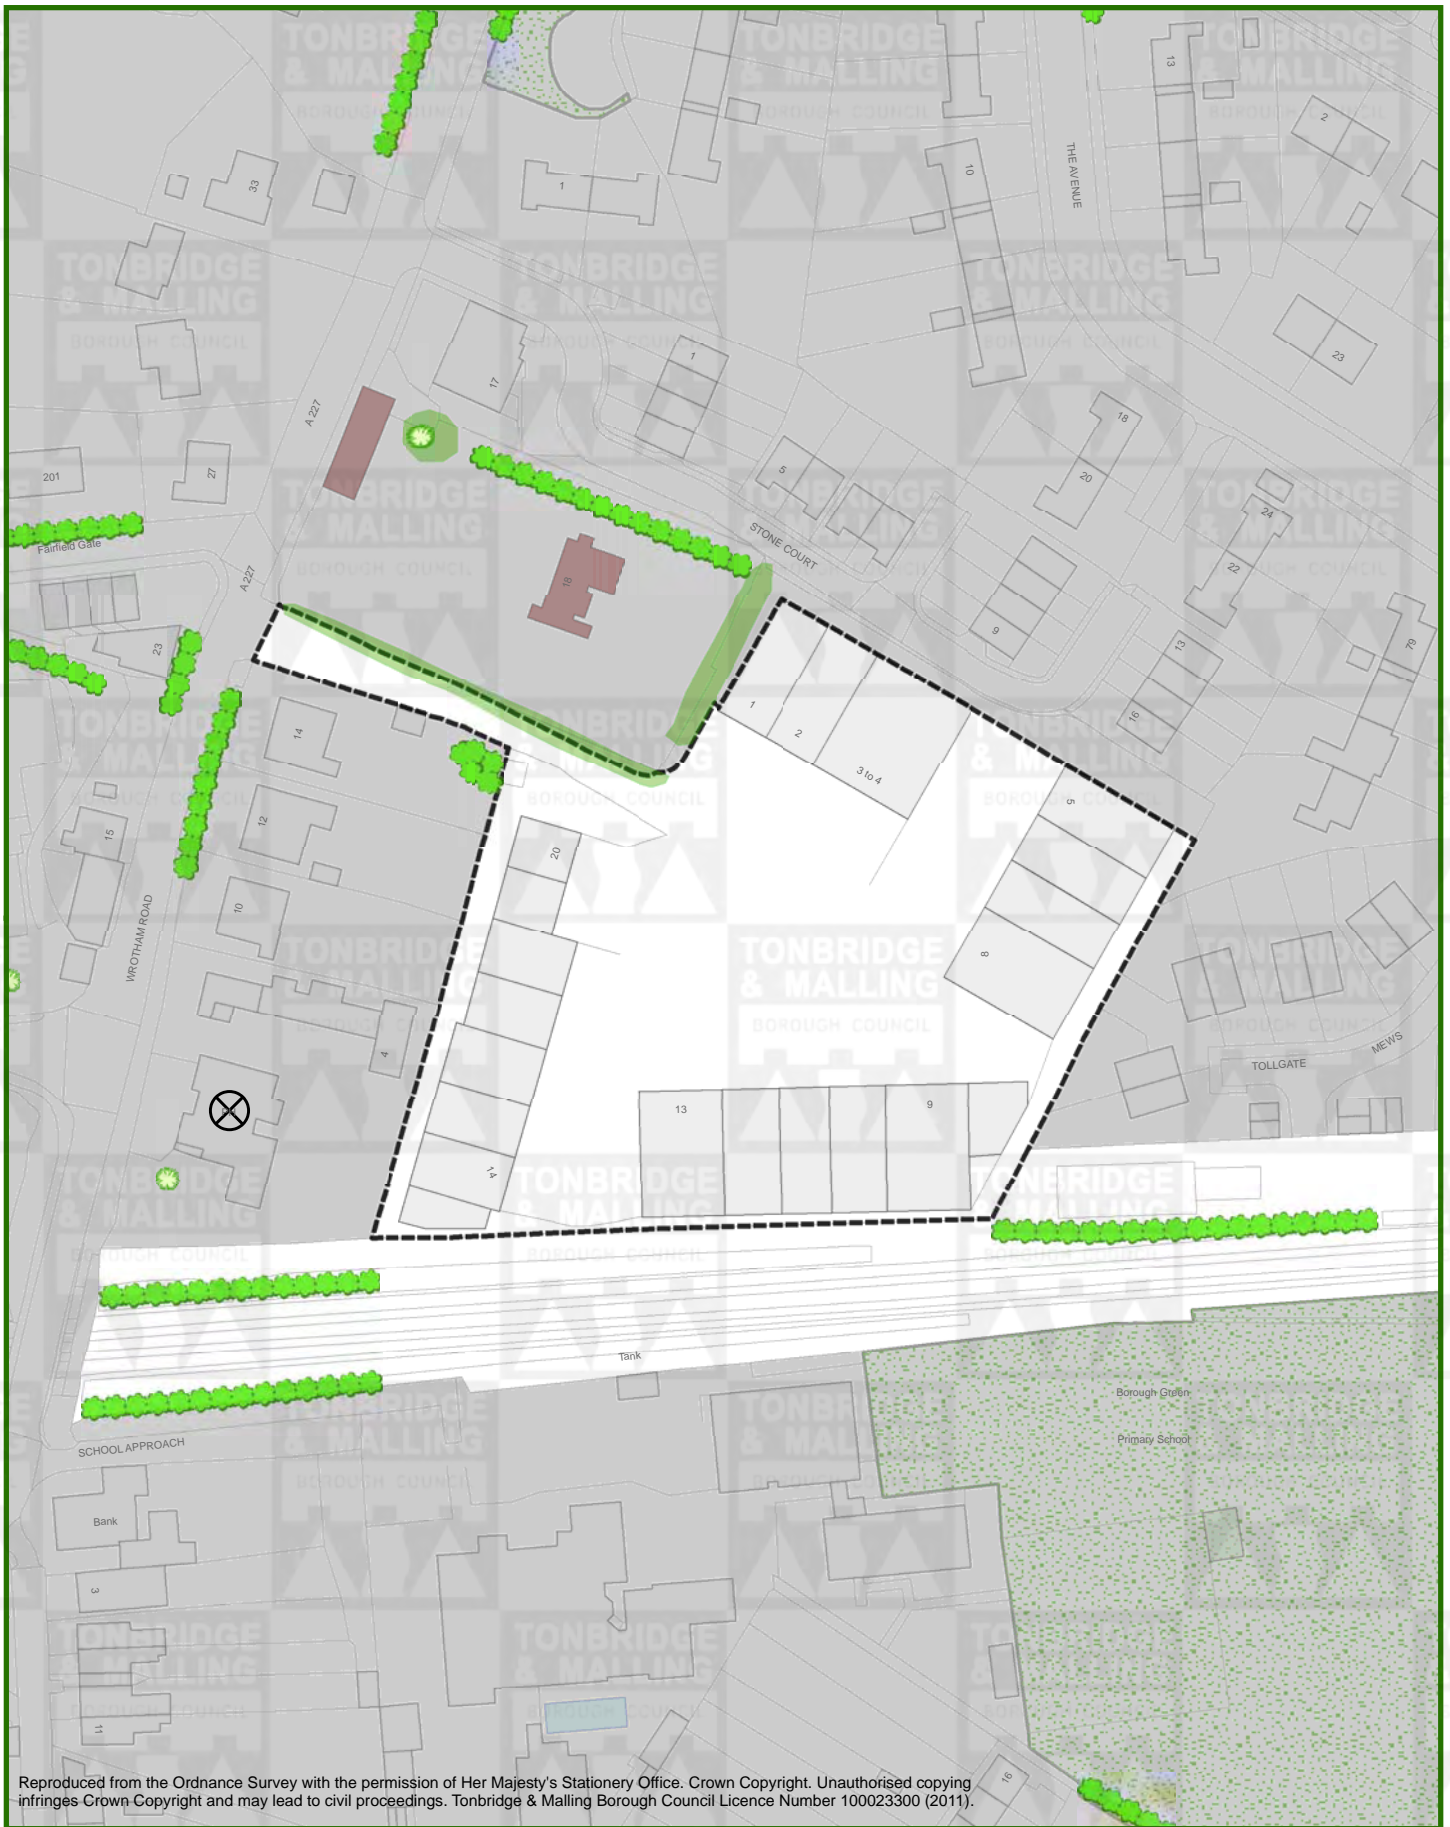 TONBRIDGE
& MALLING
BOROUGH COUNCIL
13
2
THE AVENUE
10
33
1
A 227
17
1
23
18
20
201
27
5
24
Fairfield Gate
STONE COURT
A 227
18
22
9
13
79
16
23
14
1
2
3 to 4
5
15
12
20
10
8
WROTHAM ROAD
4
13
9
MEWS
TOLLGATE
14
Tank
Borough Green
Primary School
SCHOOL APPROACH
Bank
3
11
16
Reproduced from the Ordnance Survey with the permission of Her Majesty's Stationery Office. Crown Copyright. Unauthorised copying
infringes Crown Copyright and may lead to civil proceedings. Tonbridge & Malling Borough Council Licence Number 100023300 (2011).